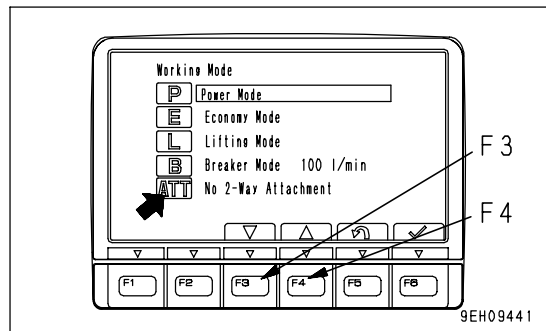 Working Mode
P Power Mode
E Economy Mode
L Lifting Mode
B Breaker Mode 100 l/min
ATT No 2-Way Attachment
F3
F4
F1 F2 F3 F4 F5 F6
9EH09441